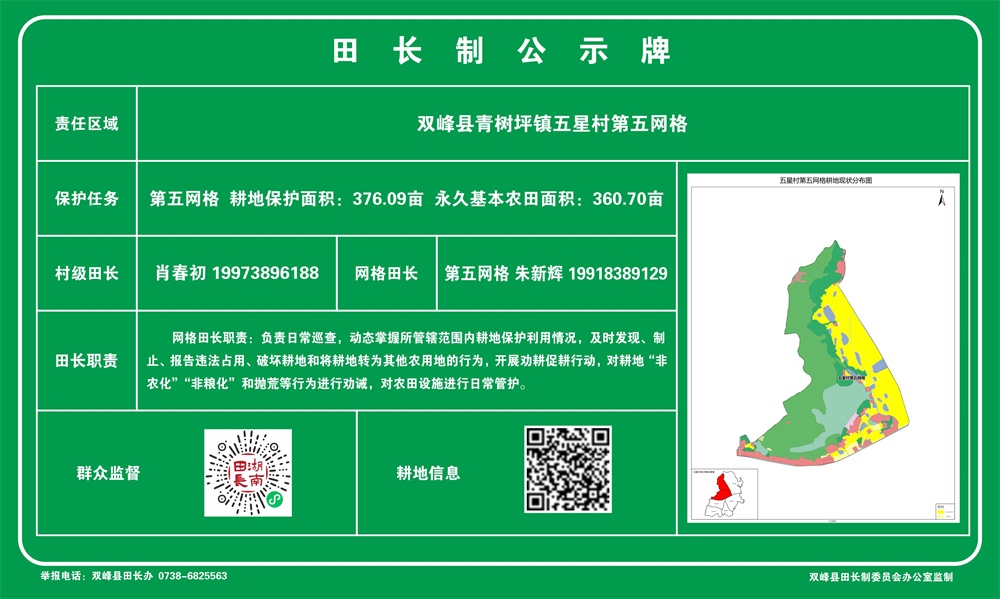 田长制公示牌
责任区域
双峰县青树坪镇五星村第五网格
保护任务
第五网格 耕地保护面积：376.09亩 永久基本农田面积：360.70亩
五星村第五网格耕地现状分布图
N
村级田长
肖春初 19973896188
网格田长
第五网格 朱新辉 19918389129
田长职责
网格田长职责：负责日常巡查，动态掌握所管辖范围内耕地保护利用情况，及时发现、制
止、报告违法占用、破坏耕地和将耕地转为其他农用地的行为，开展劝耕促耕行动，对耕地“非
农化”“非粮化”和抛荒等行为进行劝诫，对农田设施进行日常管护。
五星村第五网格
群众监督
湖南田長
耕地信息
举报电话：双峰县田长办 0738-6825563
双峰县田长制委员会办公室监制